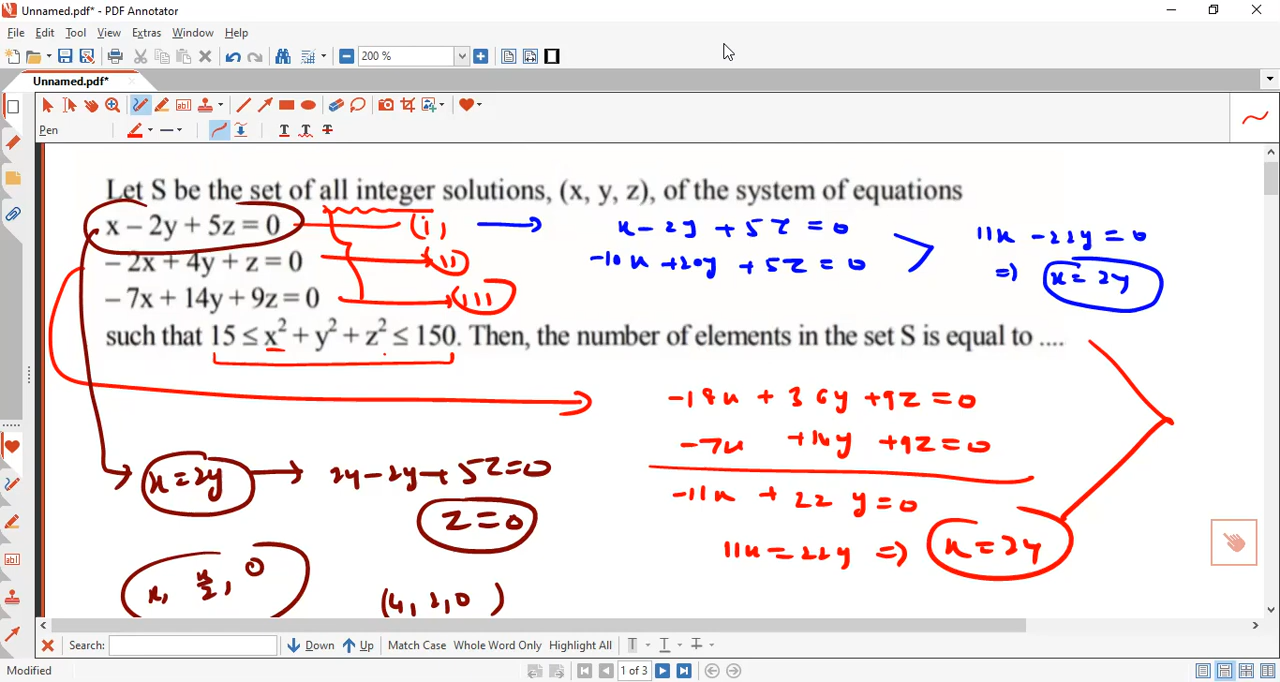 Unnamed.pdf* - PDF Annotator
File Edit Tool View Extras Window Help
200 %
Unnamed.pdf*
Pen
Let S be the set of all integer solutions, (x, y, z), of the system of equations
x – 2y + 5z = 0 (i) x-2y+5z=0
– 2x + 4y + z = 0 (ii) -10x+20y+5z=0
11x-22y=0
=> x=2y
– 7x + 14y + 9z = 0 (iii)
such that 15 ≤ x² + y² + z² ≤ 150. Then, the number of elements in the set S is equal to ....
-18x + 36y +9z=0
-7x +14y +9z=0
-11x + 22y=0
11x=22y => x=2y
x=2y 2y-2y+5z=0
z=0
x, x/2, 0 (4, 2, 0)
Search: Down Up Match Case Whole Word Only Highlight All
Modified 1 of 3